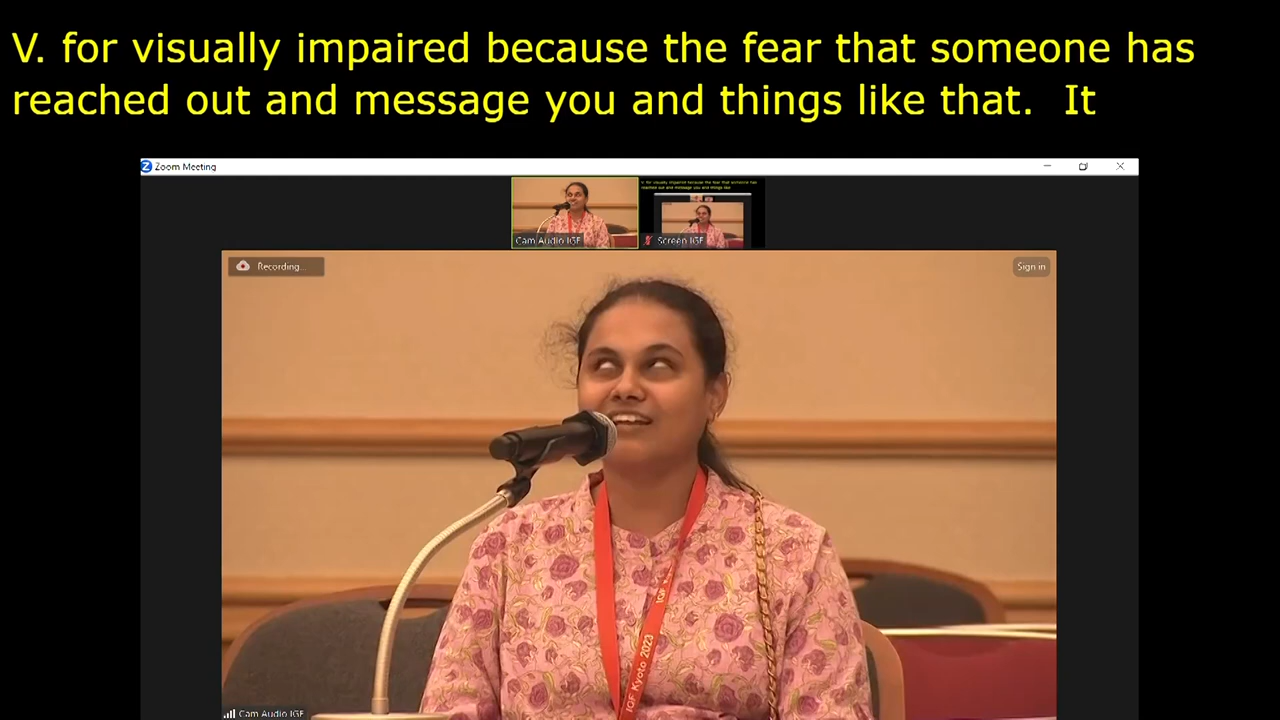 V. for visually impaired because the fear that someone has
reached out and message you and things like that.  It
Zoom Meeting
Cam Audio IGF
Screen IGF
Recording...
Sign in
IGF Kyoto 2023
Cam Audio IGF